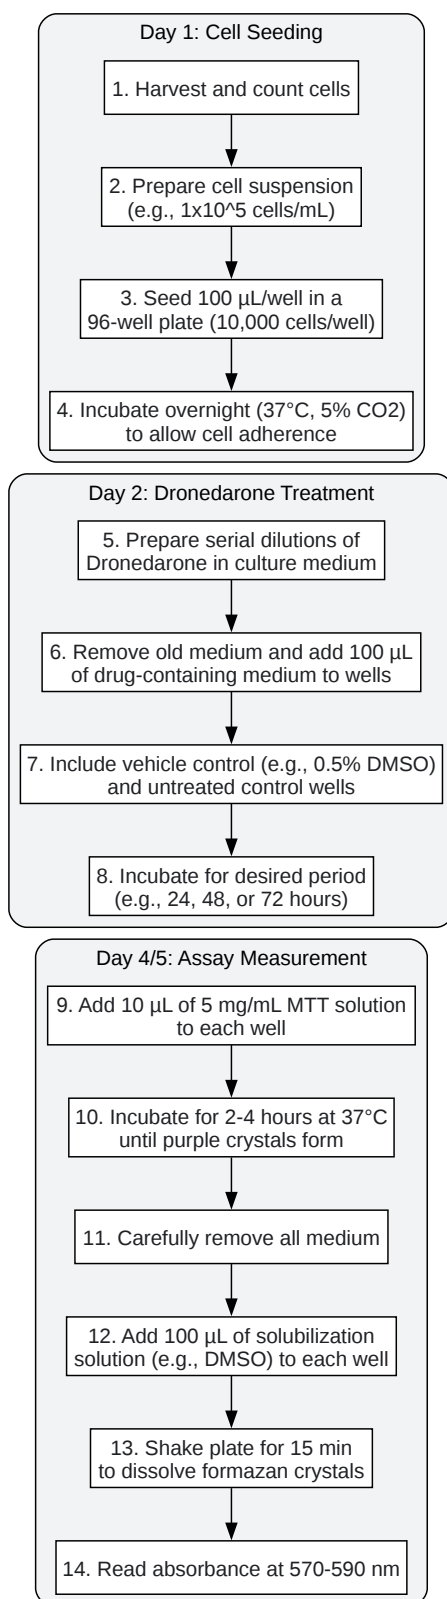 Day 1: Cell Seeding
1. Harvest and count cells
2. Prepare cell suspension
(e.g., 1x10^5 cells/mL)
3. Seed 100 µL/well in a
96-well plate (10,000 cells/well)
4. Incubate overnight (37°C, 5% CO2)
to allow cell adherence
Day 2: Dronedarone Treatment
5. Prepare serial dilutions of
Dronedarone in culture medium
6. Remove old medium and add 100 µL
of drug-containing medium to wells
7. Include vehicle control (e.g., 0.5% DMSO)
and untreated control wells
8. Incubate for desired period
(e.g., 24, 48, or 72 hours)
Day 4/5: Assay Measurement
9. Add 10 µL of 5 mg/mL MTT solution
to each well
10. Incubate for 2-4 hours at 37°C
until purple crystals form
11. Carefully remove all medium
12. Add 100 µL of solubilization
solution (e.g., DMSO) to each well
13. Shake plate for 15 min
to dissolve formazan crystals
14. Read absorbance at 570-590 nm